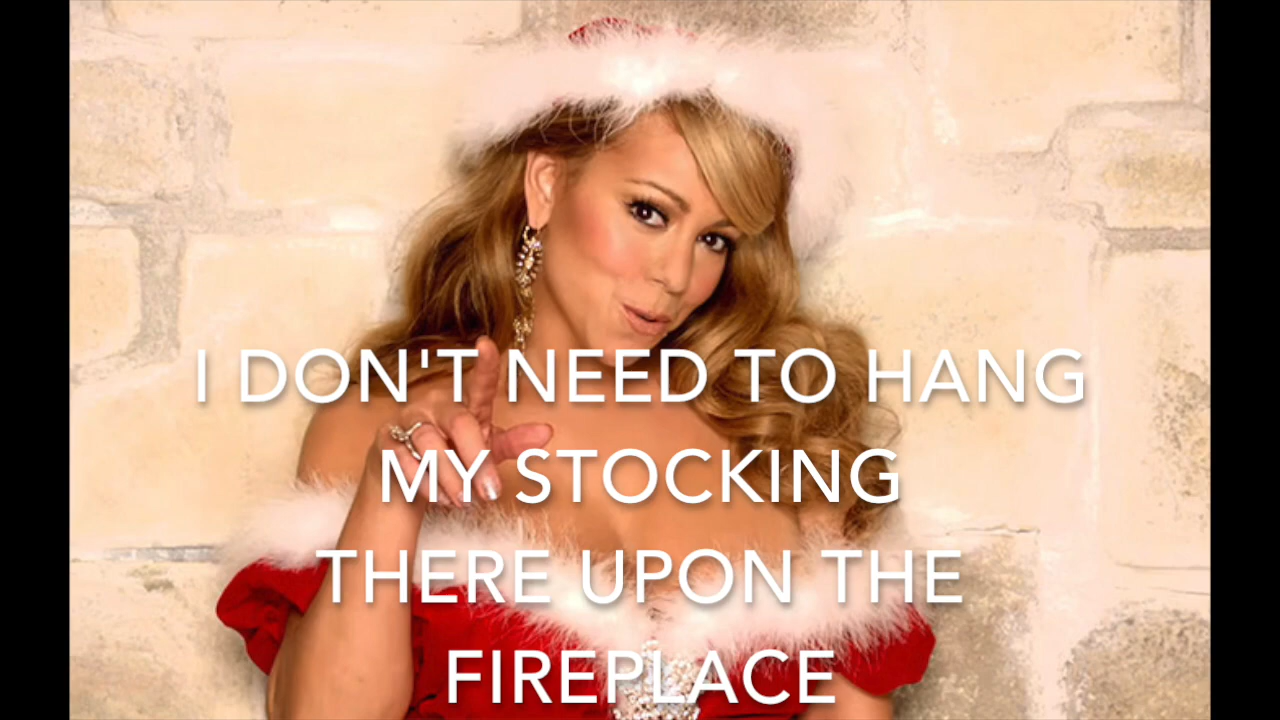 I DON'T NEED TO HANG
MY STOCKING
THERE UPON THE
FIREPLACE